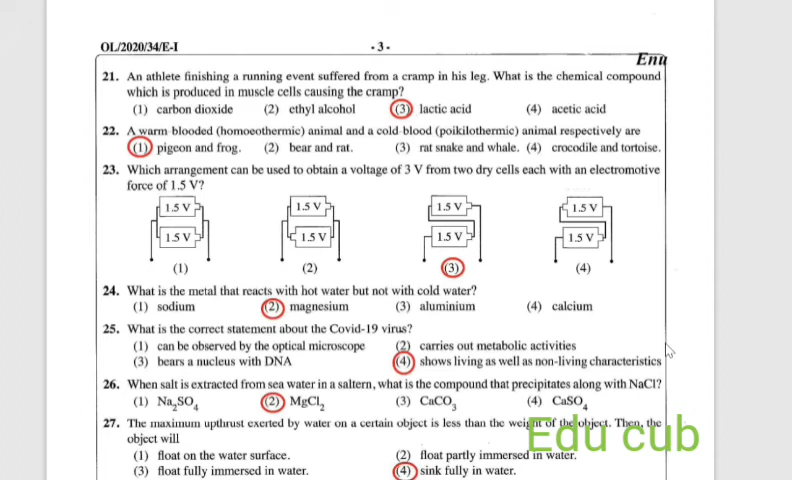 OL/2020/34/E-I
- 3 -
21. An athlete finishing a running event suffered from a cramp in his leg. What is the chemical compound
which is produced in muscle cells causing the cramp?
(1) carbon dioxide (2) ethyl alcohol (3) lactic acid (4) acetic acid
22. A warm-blooded (homoeothermic) animal and a cold-blood (poikilothermic) animal respectively are
(1) pigeon and frog. (2) bear and rat. (3) rat snake and whale. (4) crocodile and tortoise.
23. Which arrangement can be used to obtain a voltage of 3 V from two dry cells each with an electromotive
force of 1.5 V?
1.5 V 1.5 V 1.5 V 1.5 V
1.5 V 1.5 V 1.5 V 1.5 V
(1) (2) (3) (4)
24. What is the metal that reacts with hot water but not with cold water?
(1) sodium (2) magnesium (3) aluminium (4) calcium
25. What is the correct statement about the Covid-19 virus?
(1) can be observed by the optical microscope (2) carries out metabolic activities
(3) bears a nucleus with DNA (4) shows living as well as non-living characteristics
26. When salt is extracted from sea water in a saltern, what is the compound that precipitates along with NaCl?
(1) Na₂SO₄ (2) MgCl₂ (3) CaCO₃ (4) CaSO₄
27. The maximum upthrust exerted by water on a certain object is less than the weight of the object. Then, the
object will
(1) float on the water surface. (2) float partly immersed in water.
(3) float fully immersed in water. (4) sink fully in water.
Edu cub